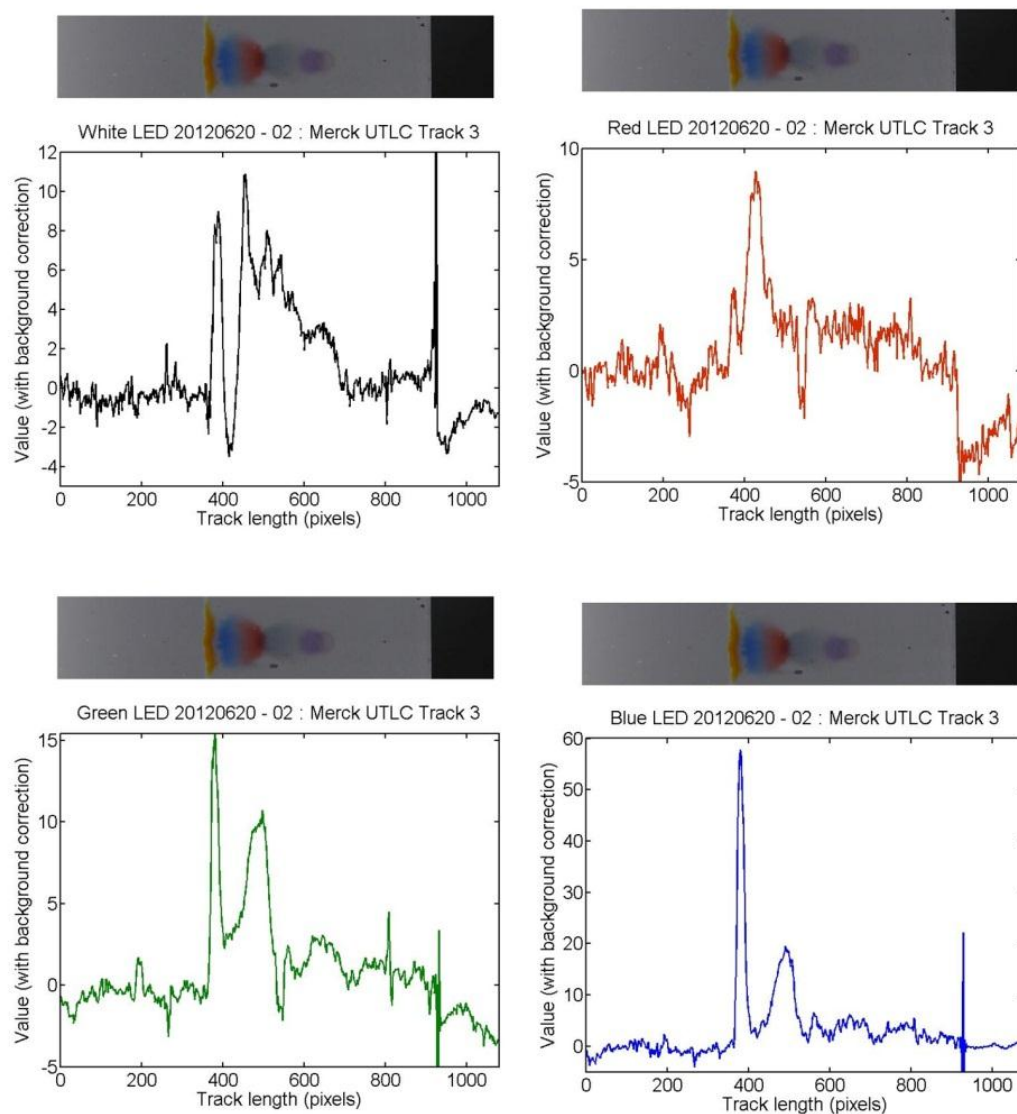 White LED 20120620 - 02 : Merck UTLC Track 3
12
10
8
6
4
2
0
-2
-4
Value (with background correction)
0 200 400 600 800 1000
Track length (pixels)
Red LED 20120620 - 02 : Merck UTLC Track 3
10
5
0
-5
Value (with background correction)
0 200 400 600 800 1000
Track length (pixels)
Green LED 20120620 - 02 : Merck UTLC Track 3
15
10
5
0
-5
Value (with background correction)
0 200 400 600 800 1000
Track length (pixels)
Blue LED 20120620 - 02 : Merck UTLC Track 3
60
50
40
30
20
10
0
Value (with background correction)
0 200 400 600 800 1000
Track length (pixels)